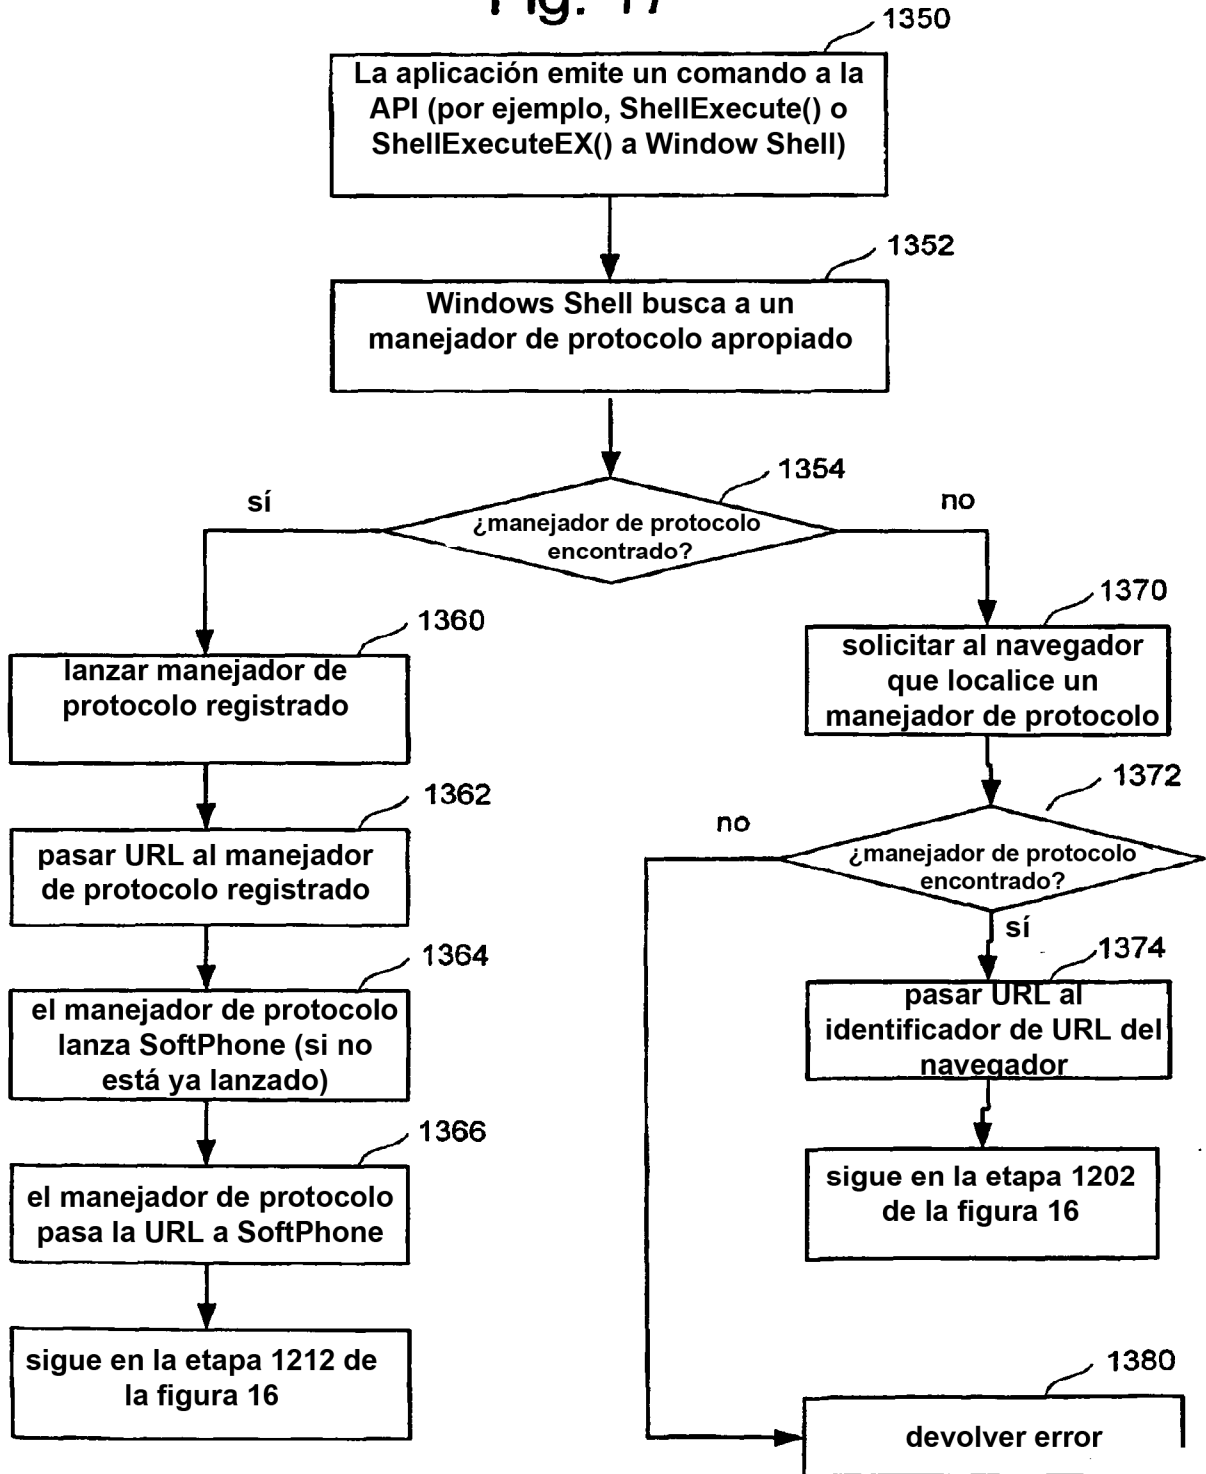 Fig. 17
1350
La aplicación emite un comando a la
API (por ejemplo, ShellExecute() o
ShellExecuteEX() a Window Shell)
1352
Windows Shell busca a un
manejador de protocolo apropiado
1354
sí
no
¿manejador de protocolo
encontrado?
1360
lanzar manejador de
protocolo registrado
1362
pasar URL al manejador
de protocolo registrado
1364
el manejador de protocolo
lanza SoftPhone (si no
está ya lanzado)
1366
el manejador de protocolo
pasa la URL a SoftPhone
sigue en la etapa 1212 de
la figura 16
1370
solicitar al navegador
que localice un
manejador de protocolo
1372
no
¿manejador de protocolo
encontrado?
sí
1374
pasar URL al
identificador de URL del
navegador
sigue en la etapa 1202
de la figura 16
1380
devolver error